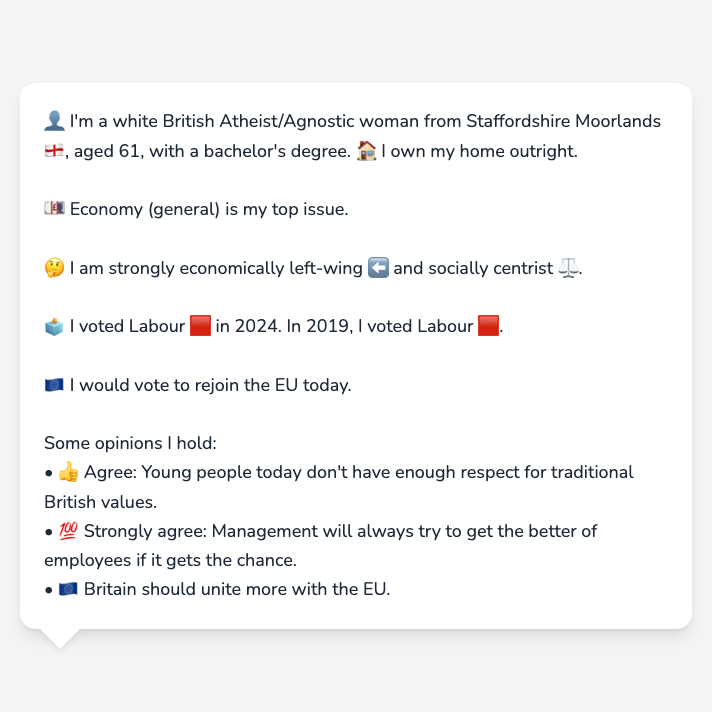 👤 I'm a white British Atheist/Agnostic woman from Staffordshire Moorlands
🏴󠁧󠁢󠁥󠁮󠁧󠁿, aged 61, with a bachelor's degree. 🏠 I own my home outright.
💷 Economy (general) is my top issue.
🤔 I am strongly economically left-wing ⬅️ and socially centrist ⚖️.
🗳️ I voted Labour 🟥 in 2024. In 2019, I voted Labour 🟥.
🇪🇺 I would vote to rejoin the EU today.
Some opinions I hold:
• 👍 Agree: Young people today don't have enough respect for traditional
British values.
• 💯 Strongly agree: Management will always try to get the better of
employees if it gets the chance.
• 🇪🇺 Britain should unite more with the EU.